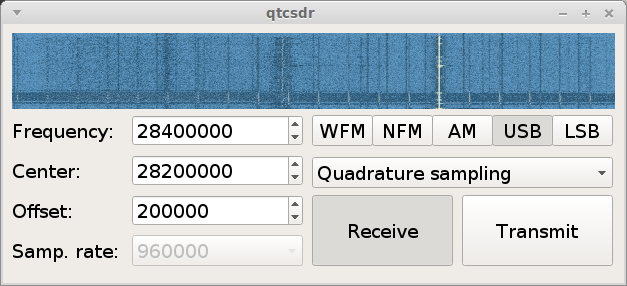 qtcsdr
Frequency: 28400000 WFM NFM AM USB LSB
Center: 28200000 Quadrature sampling
Offset: 200000
Receive Transmit
Samp. rate: 960000